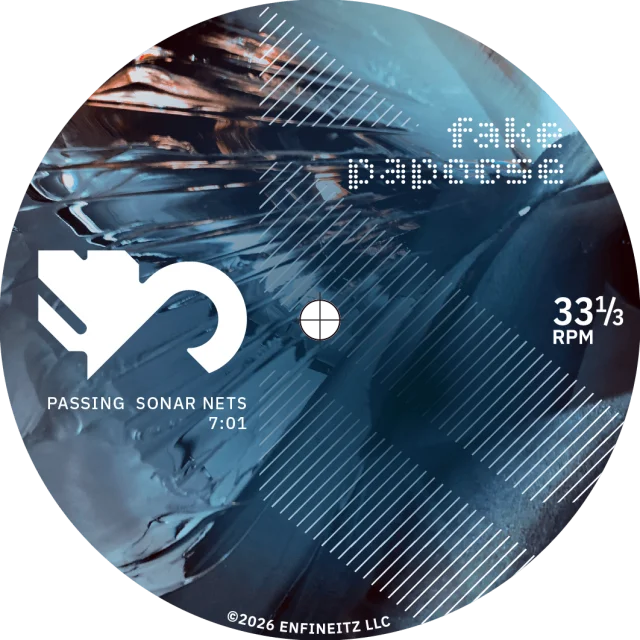 fake
papoose
33⅓
RPM
PASSING SONAR NETS
7:01
©2026 ENFINEITZ LLC